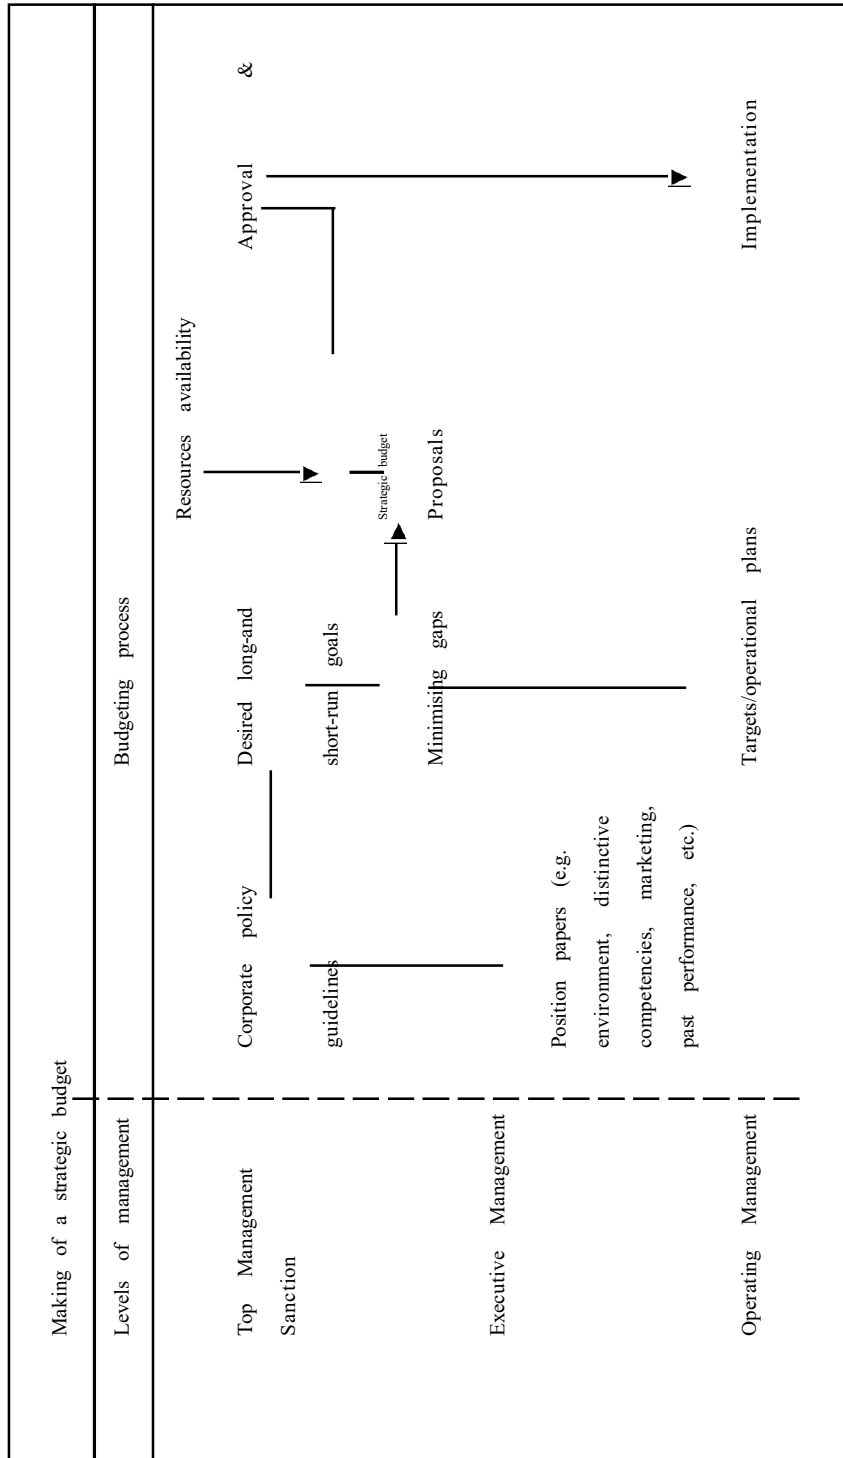 Making of a strategic budget
Levels of management
Budgeting process
Resources availability
Top Management
Corporate policy
Desired long-and
Approval &
Sanction
guidelines
short-run goals
Strategic budget
Minimising gaps
Proposals
Executive Management
Position papers (e.g.
environment, distinctive
competencies, marketing,
past performance, etc.)
Operating Management
Targets/operational plans
Implementation